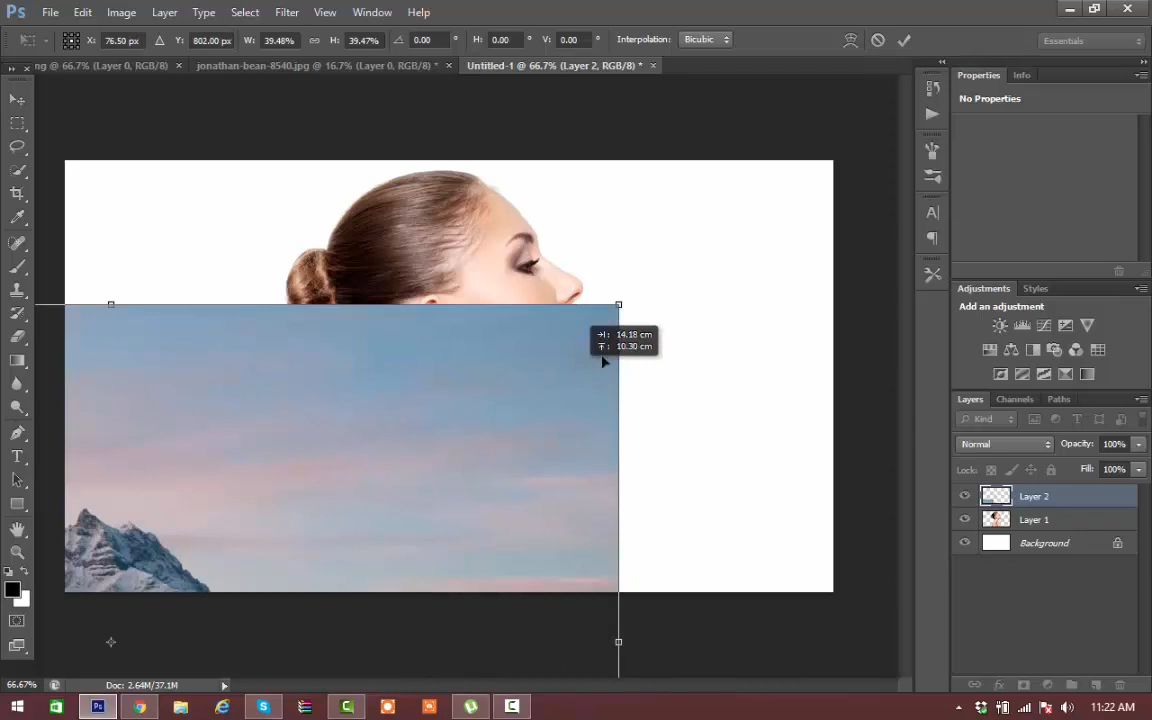 Ps File Edit Image Layer Type Select Filter View Window Help
X: 76.50 px Y: 802.00 px W: 39.48% H: 39.47% 0.00 ° H: 0.00 ° V: 0.00 ° Interpolation: Bicubic Essentials
ng @ 66.7% (Layer 0, RGB/8) × jonathan-bean-8540.jpg @ 16.7% (Layer 0, RGB/8) * × Untitled-1 @ 66.7% (Layer 2, RGB/8) * ×
Properties Info
No Properties
Adjustments Styles
Add an adjustment
14.18 cm
10.30 cm
Layers Channels Paths
Kind
Normal Opacity: 100%
Lock: Fill: 100%
Layer 2
Layer 1
Background
66.67% Doc: 2.64M/37.1M
11:22 AM